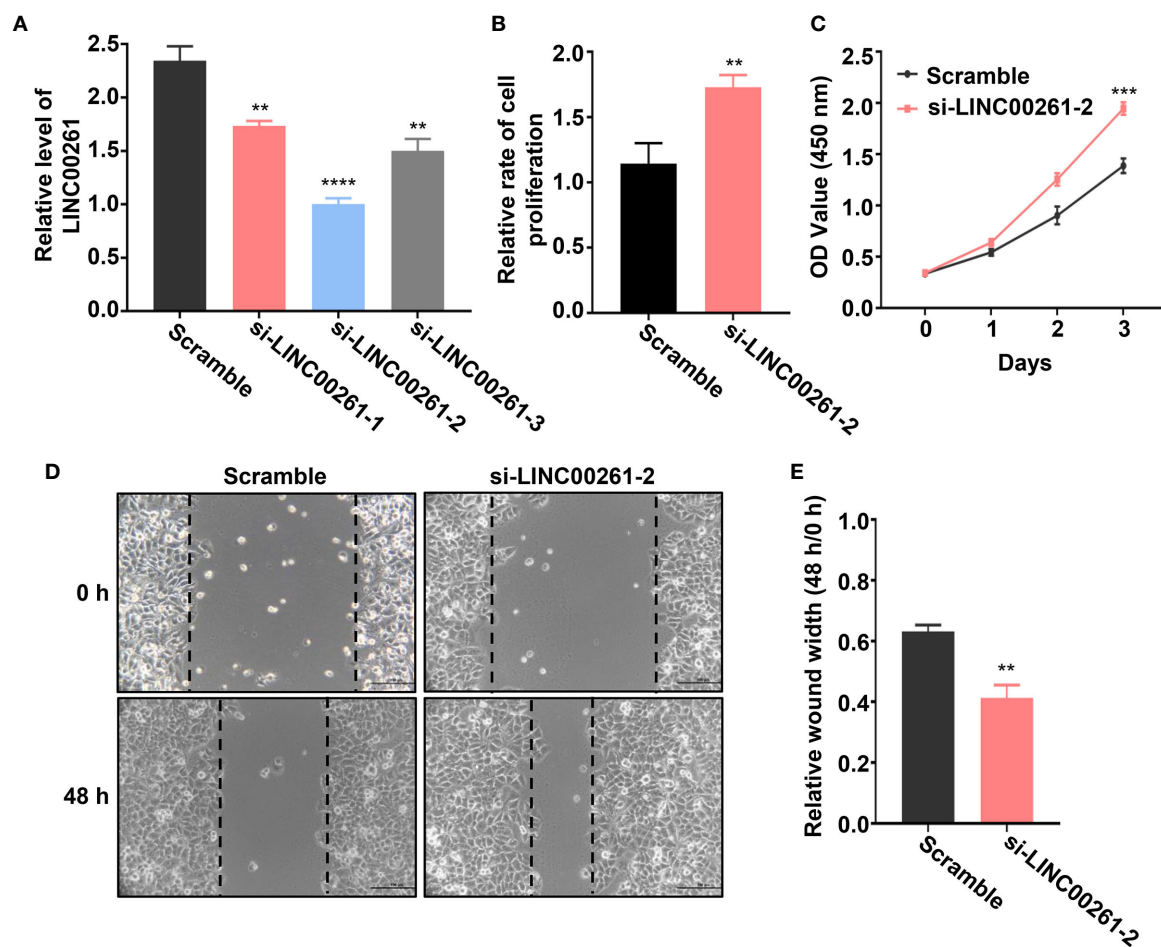 A
Relative level of
LINC00261
2.5
2.0
1.5
1.0
0.5
0.0
**
****
**
Scramble
si-LINC00261-1
si-LINC00261-2
si-LINC00261-3
B
Relative rate of cell
proliferation
2.0
1.5
1.0
0.5
0.0
**
Scramble
si-LINC00261-2
C
OD Value (450 nm)
2.5
2.0
1.5
1.0
0.5
0.0
Scramble
si-LINC00261-2
***
0 1 2 3
Days
D
Scramble si-LINC00261-2
0 h
48 h
E
Relative wound width (48 h/0 h)
1.0
0.8
0.6
0.4
0.2
0.0
**
Scramble
si-LINC00261-2